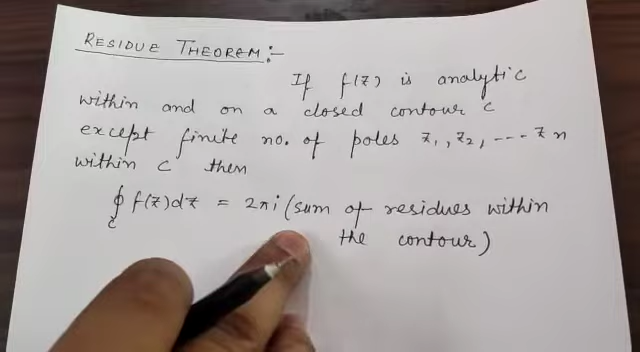 RESIDUE THEOREM :-
If f(z) is analytic
within and on a closed contour c
except finite no. of poles z₁, z₂, ---- zn
within c then
∮c f(z)dz = 2πi (sum of residues within
the contour)